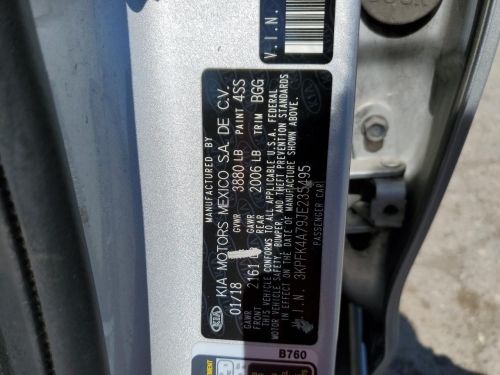 MANUFACTURED BY
KIA MOTORS MEXICO S.A. DE C.V.
01/18 GVWR 3880 LB PAINT 4SS
GAWR FRONT 2161 GAWR REAR 2006 LB TRIM BGG
THIS VEHICLE CONFORMS TO ALL APPLICABLE U.S.A. FEDERAL
MOTOR VEHICLE SAFETY, BUMPER, AND THEFT PREVENTION STANDARDS
IN EFFECT ON THE DATE OF MANUFACTURE SHOWN ABOVE.
V.I.N. : 3KPFK4A79JE235495
PASSENGER CAR
KIA
V.I.N.
B760